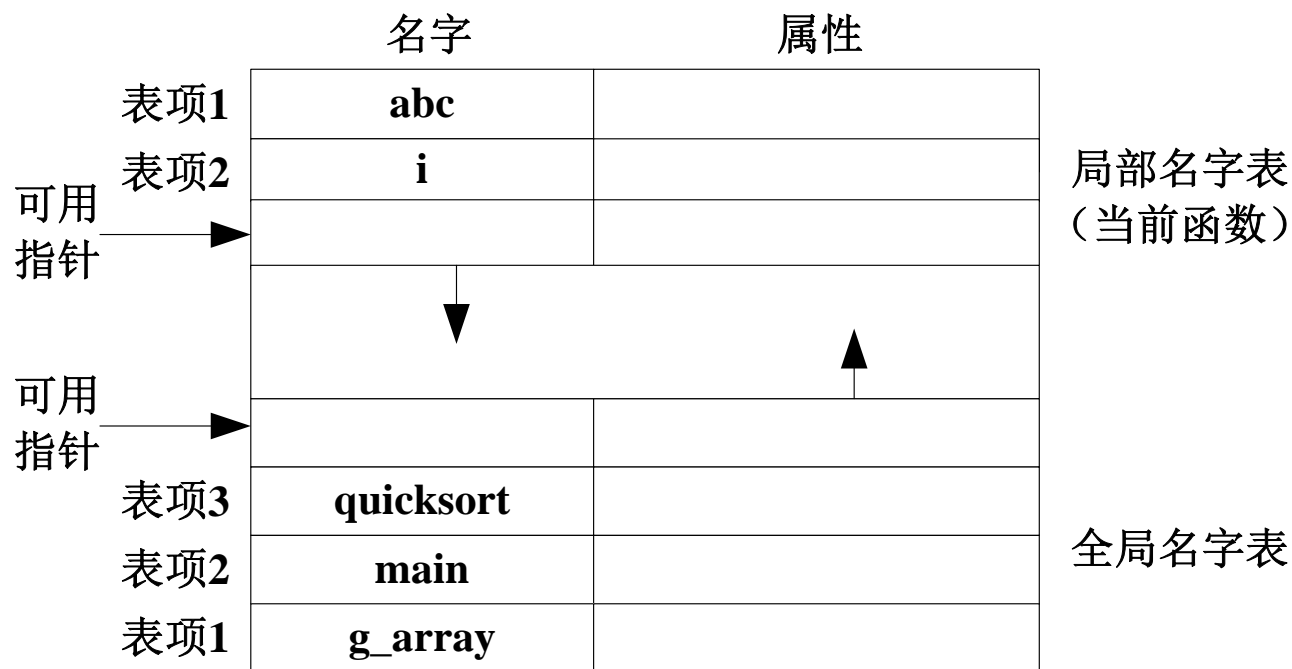 名字 属性
表项1 abc
表项2 i
局部名字表
（当前函数）
可用
指针
可用
指针
表项3 quicksort
表项2 main
全局名字表
表项1 g_array